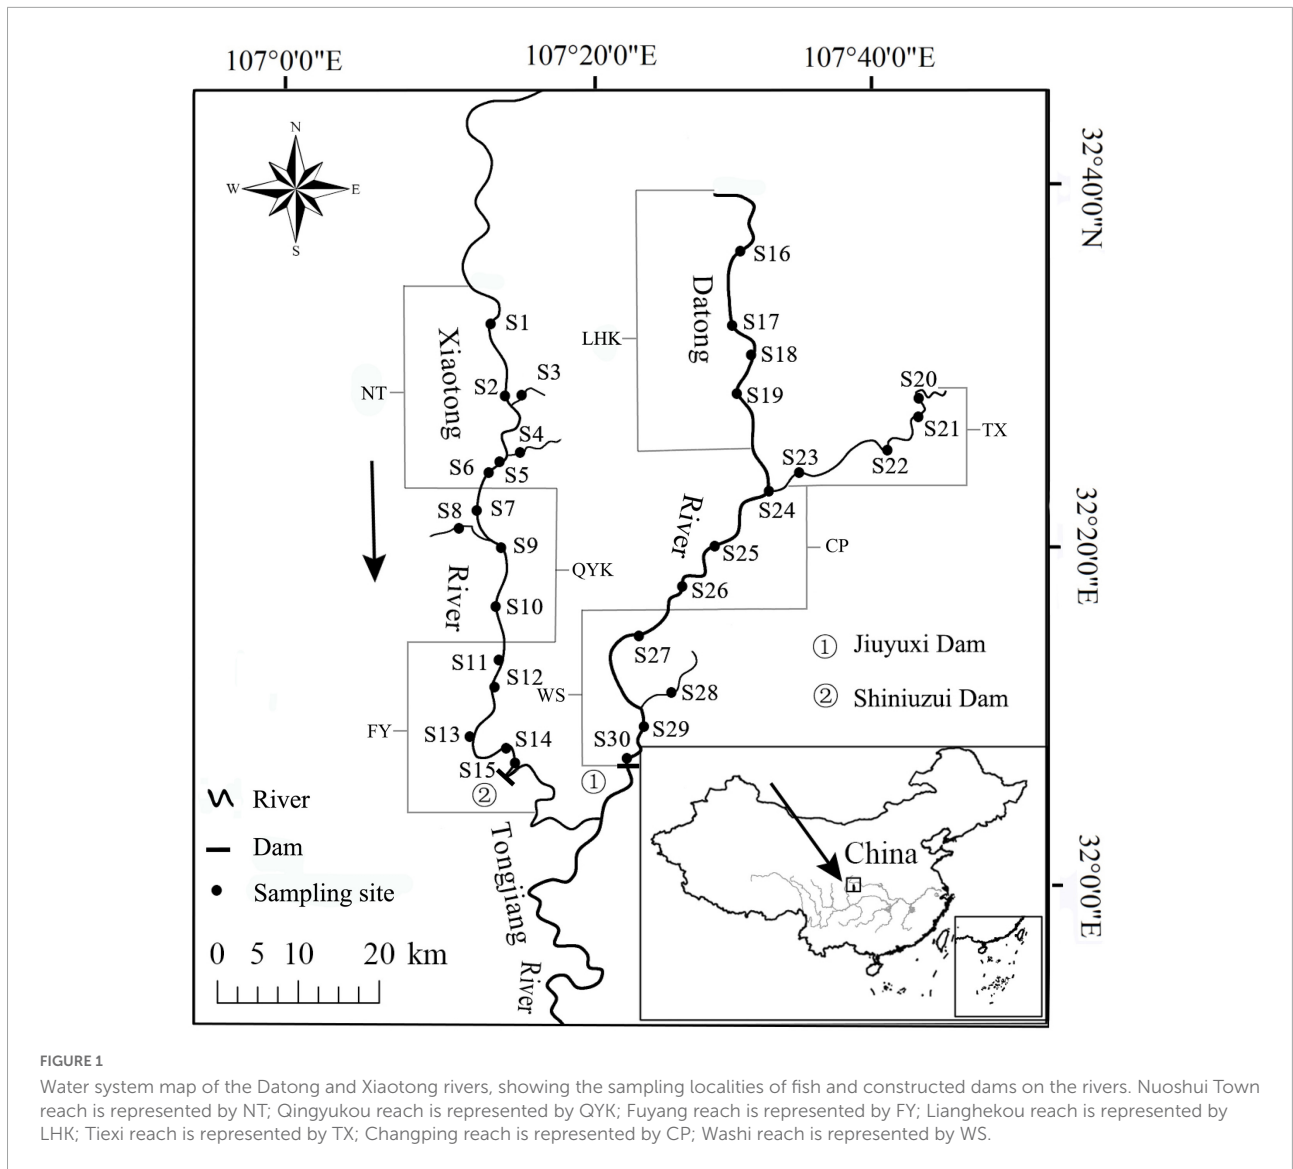 107°0'0"E
107°20'0"E
107°40'0"E
N
W
E
S
32°40'0"N
32°20'0"E
32°0'0"E
Xiaotong
River
Datong
River
Tongjiang
River
NT
QYK
FY
LHK
TX
CP
WS
S1
S2
S3
S4
S5
S6
S7
S8
S9
S10
S11
S12
S13
S14
S15
②
S16
S17
S18
S19
S20
S21
S22
S23
S24
S25
S26
S27
S28
S29
S30
①
① Jiuyuxi Dam
② Shiniuzui Dam
China
River
Dam
Sampling site
0 5 10 20 km
FIGURE 1
Water system map of the Datong and Xiaotong rivers, showing the sampling localities of fish and constructed dams on the rivers. Nuoshui Town
reach is represented by NT; Qingyukou reach is represented by QYK; Fuyang reach is represented by FY; Lianghekou reach is represented by
LHK; Tiexi reach is represented by TX; Changping reach is represented by CP; Washi reach is represented by WS.